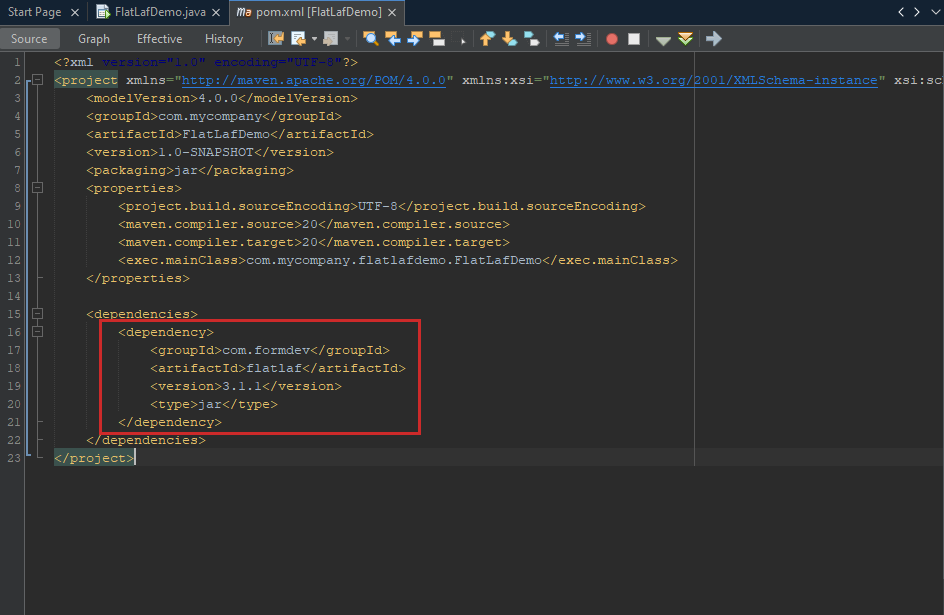 Start Page × FlatLafDemo.java × ma pom.xml [FlatLafDemo] ×
Source Graph Effective History
1 <?xml version="1.0" encoding="UTF-8"?>
2 <project xmlns="http://maven.apache.org/POM/4.0.0" xmlns:xsi="http://www.w3.org/2001/XMLSchema-instance" xsi:sc
3 <modelVersion>4.0.0</modelVersion>
4 <groupId>com.mycompany</groupId>
5 <artifactId>FlatLafDemo</artifactId>
6 <version>1.0-SNAPSHOT</version>
7 <packaging>jar</packaging>
8 <properties>
9 <project.build.sourceEncoding>UTF-8</project.build.sourceEncoding>
10 <maven.compiler.source>20</maven.compiler.source>
11 <maven.compiler.target>20</maven.compiler.target>
12 <exec.mainClass>com.mycompany.flatlafdemo.FlatLafDemo</exec.mainClass>
13 </properties>
14
15 <dependencies>
16 <dependency>
17 <groupId>com.formdev</groupId>
18 <artifactId>flatlaf</artifactId>
19 <version>3.1.1</version>
20 <type>jar</type>
21 </dependency>
22 </dependencies>
23 </project>